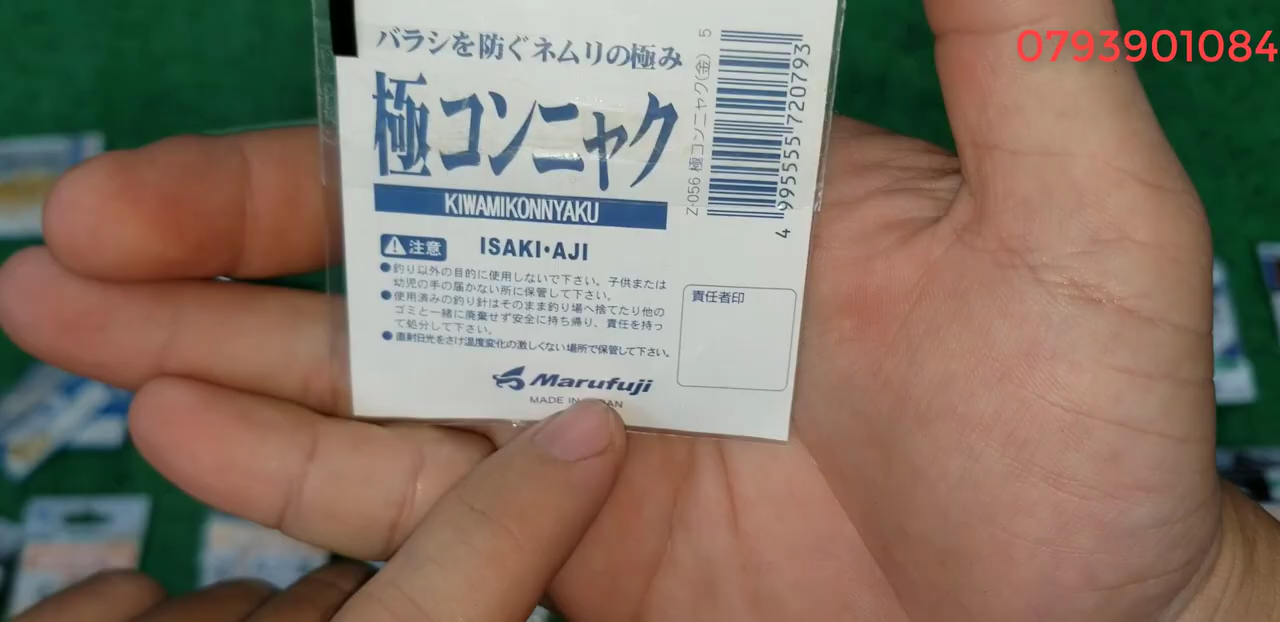 0793901084
バラシを防ぐネムリの極み
極コンニャク
KIWAMIKONNYAKU
注意
ISAKI・AJI
●釣り以外の目的に使用しないで下さい。子供または
幼児の手の届かない所に保管して下さい。
●使用済みの釣り針はそのまま釣り場へ捨てたり他の
ゴミと一緒に廃棄せず安全に持ち帰り、責任を持っ
て処分して下さい。
●直射日光をさけ温度変化の激しくない場所で保管して下さい。
Marufuji
MADE IN
Z-056 極コンニャク(金) 5
4 995555 720793
責任者印